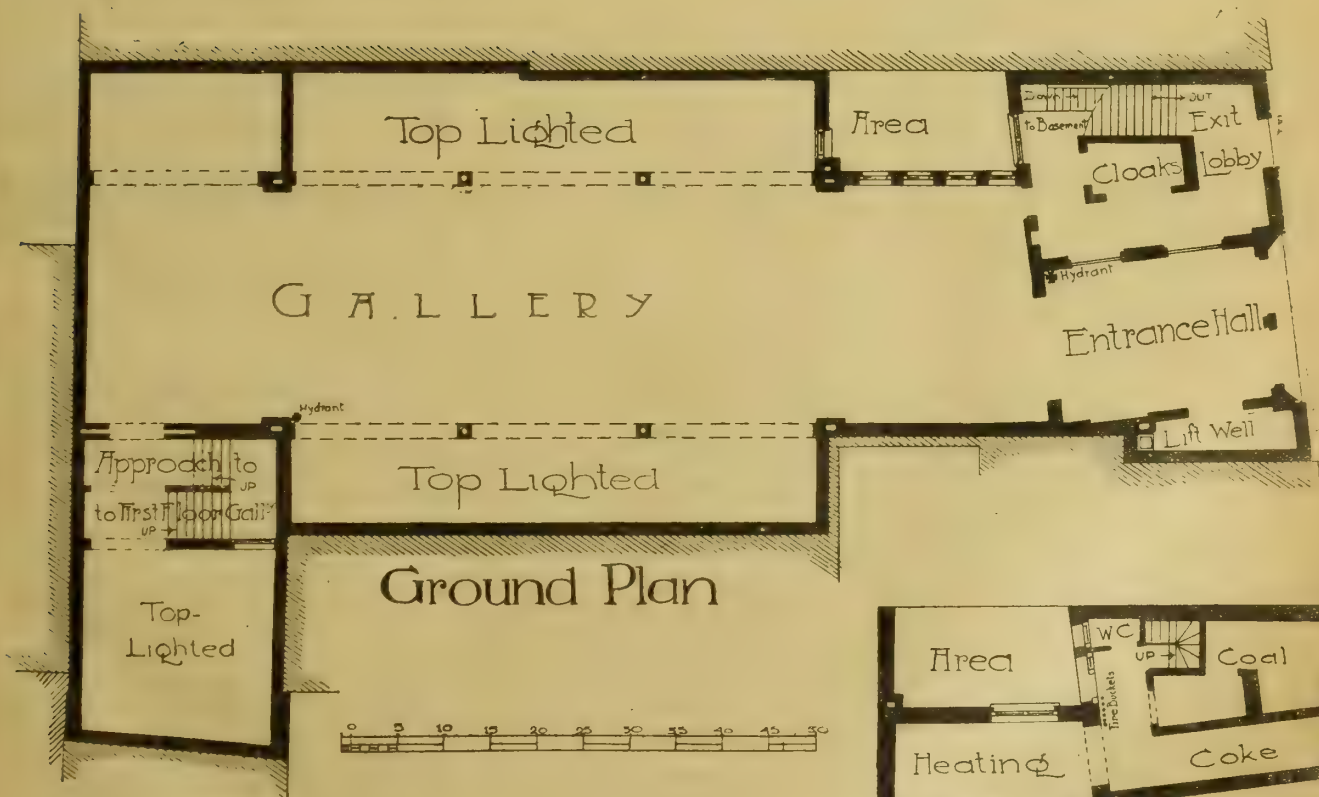 Top Lighted
Area
Down
to Basement
OUT
Exit
Cloaks
Lobby
Hydrant
GALLERY
Entrance Hall
Hydrant
Lift Well
Approach to
UP
to First Floor Gall
UP
Top Lighted
Ground Plan
Top-
Lighted
Area
WC
UP
Coal
Fire Buckets
Heating
Coke
0 5 10 15 20 25 30 35 40 45 50